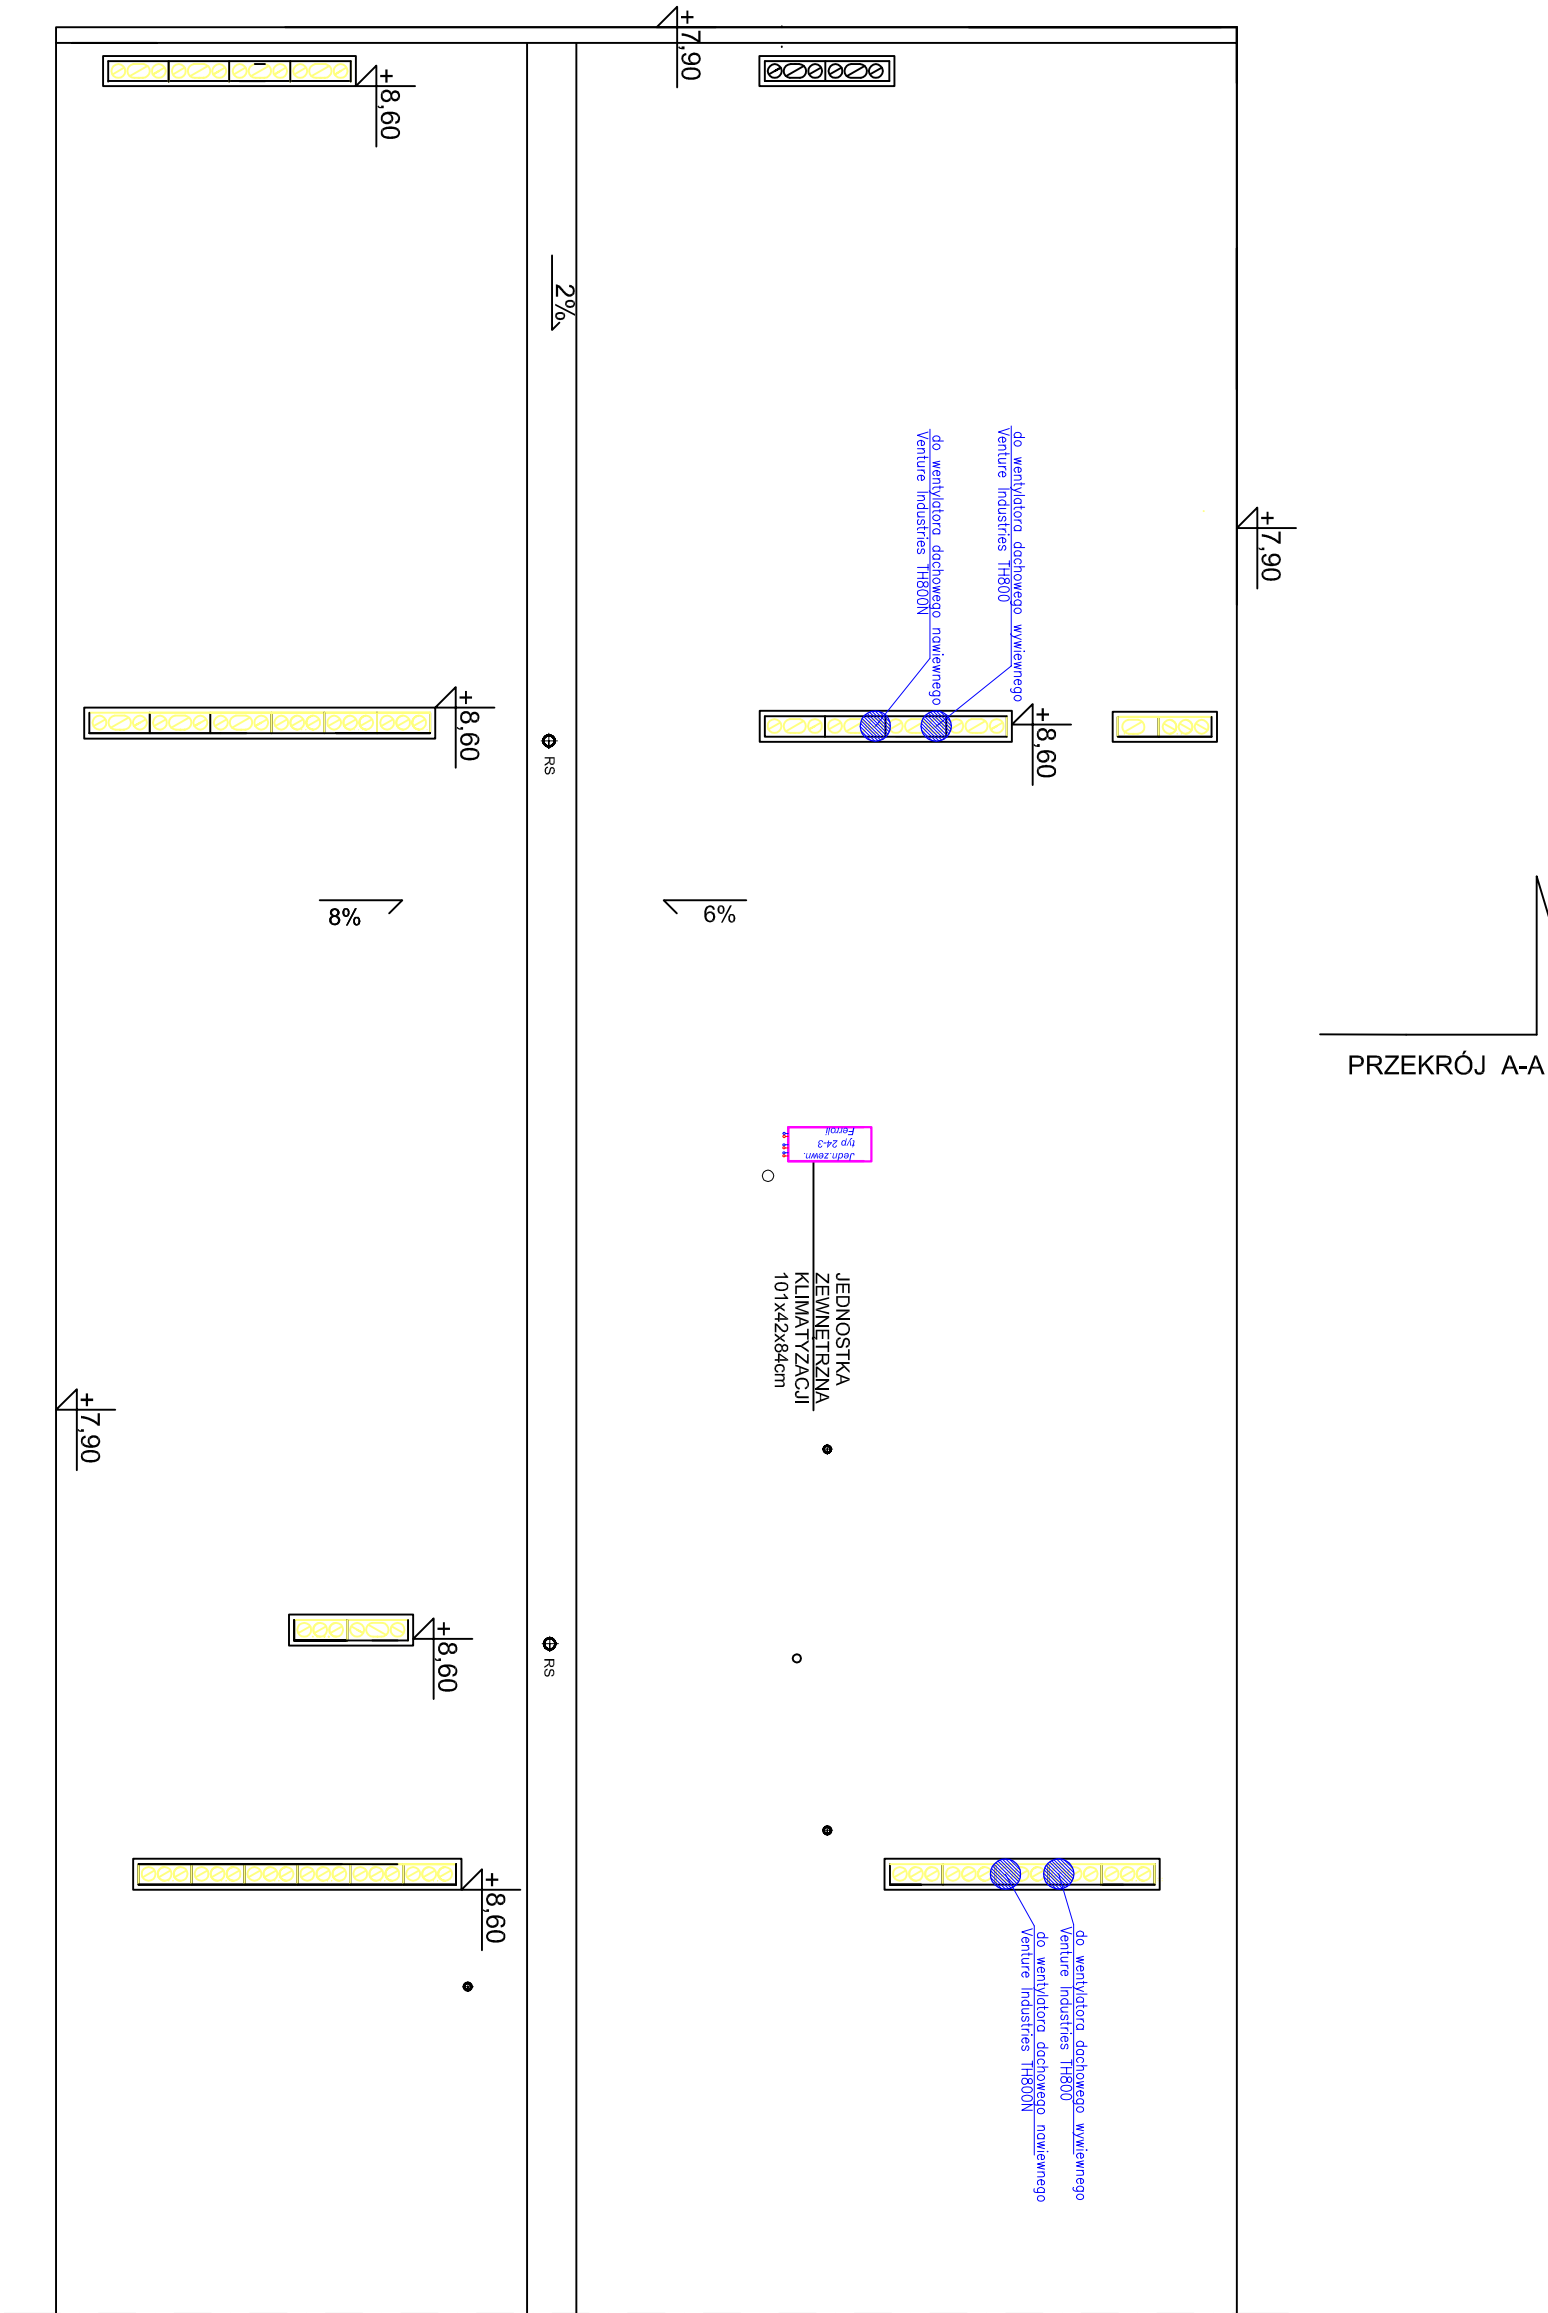 +7,90
+8,60
2%
do wentylatora dachowego wywiewnego
Venture Industries TH800
do wentylatora dachowego nawiewnego
Venture Industries TH800N
+7,90
+8,60
+8,60
RS
8%
6%
PRZEKRÓJ A-A
Jedn.zewn.
typ 24-3
Ferroli
JEDNOSTKA
ZEWNĘTRZNA
KLIMATYZACJI
101x42x84cm
+7,90
+8,60
RS
+8,60
do wentylatora dachowego wywiewnego
Venture Industries TH800
do wentylatora dachowego nawiewnego
Venture Industries TH800N